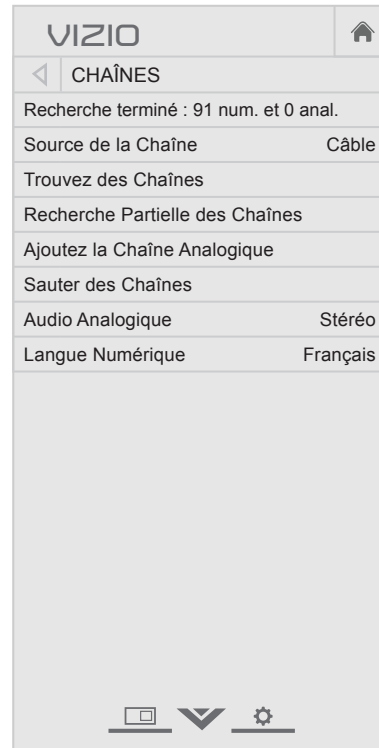 VIZIO
CHAÎNES
Recherche terminé : 91 num. et 0 anal.
Source de la Chaîne Câble
Trouvez des Chaînes
Recherche Partielle des Chaînes
Ajoutez la Chaîne Analogique
Sauter des Chaînes
Audio Analogique Stéréo
Langue Numérique Français